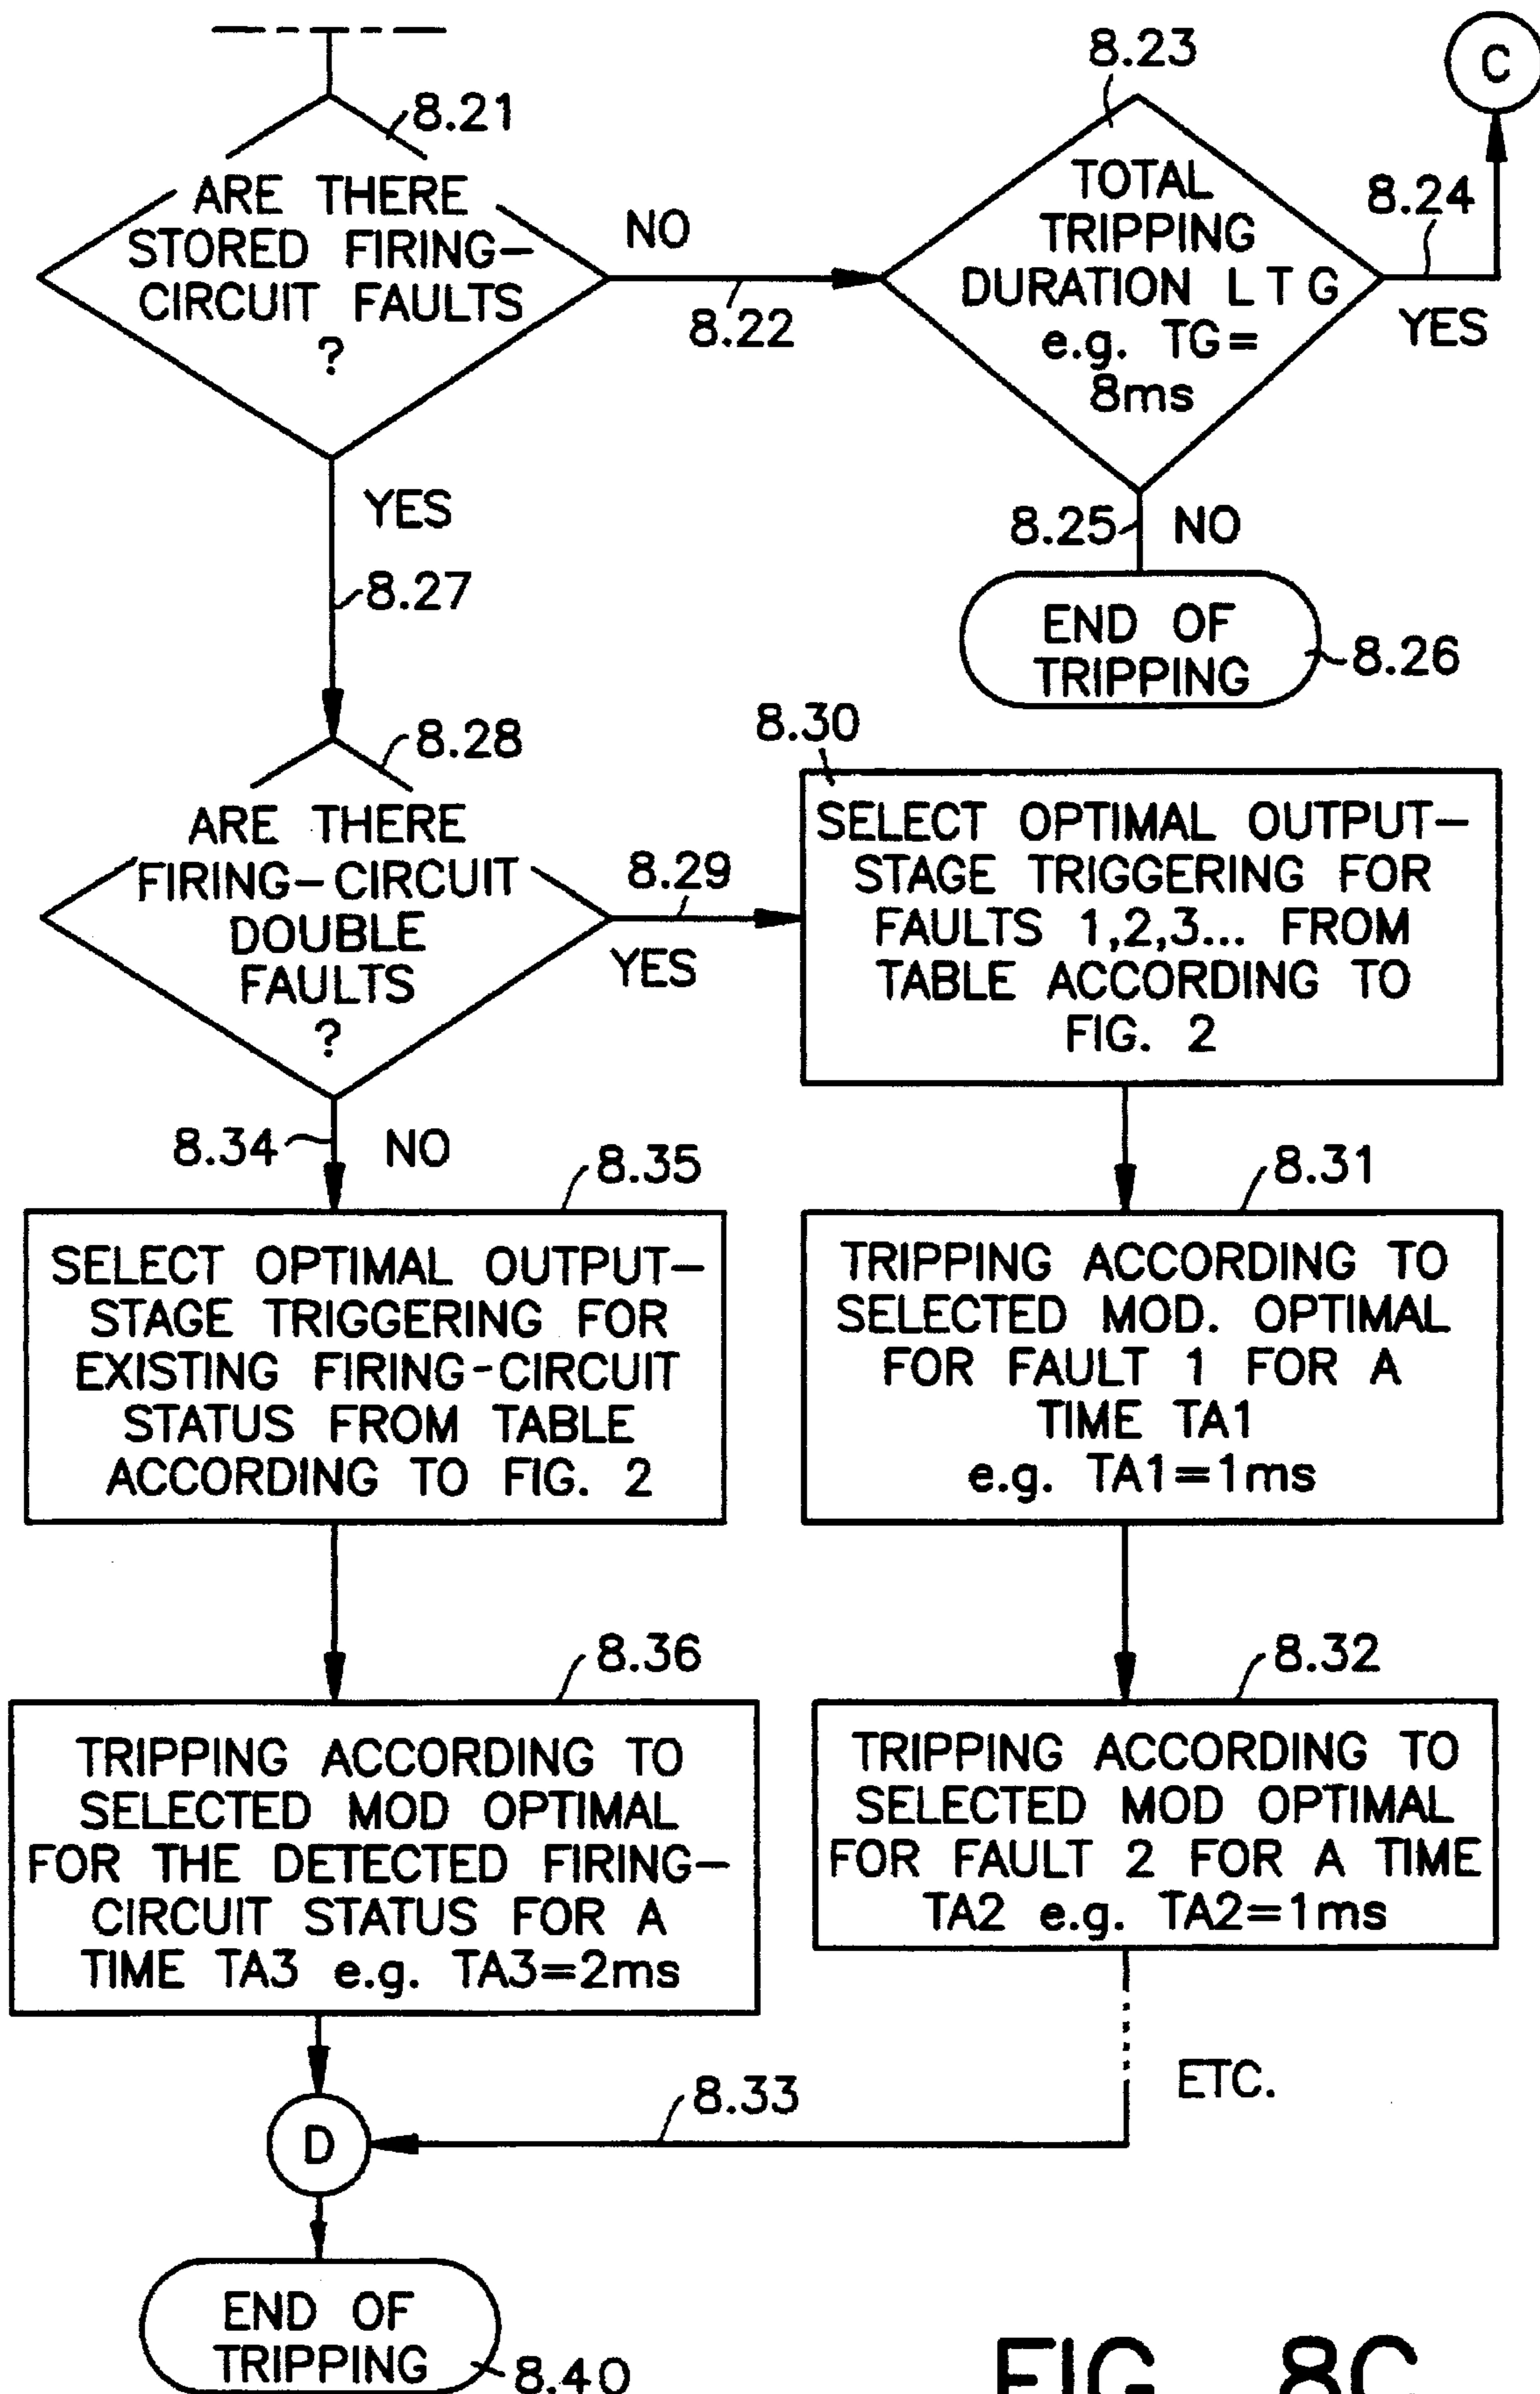 8.21
ARE THERE
STORED FIRING-
CIRCUIT FAULTS
?
NO
8.22
8.23
TOTAL
TRIPPING
DURATION L T G
e.g. TG=
8ms
8.24
YES
C
8.25
NO
END OF
TRIPPING
8.26
YES
8.27
8.28
ARE THERE
FIRING-CIRCUIT
DOUBLE
FAULTS
?
8.29
YES
8.30
SELECT OPTIMAL OUTPUT-
STAGE TRIGGERING FOR
FAULTS 1,2,3... FROM
TABLE ACCORDING TO
FIG. 2
8.34
NO
8.35
SELECT OPTIMAL OUTPUT-
STAGE TRIGGERING FOR
EXISTING FIRING-CIRCUIT
STATUS FROM TABLE
ACCORDING TO FIG. 2
8.31
TRIPPING ACCORDING TO
SELECTED MOD. OPTIMAL
FOR FAULT 1 FOR A
TIME TA1
e.g. TA1=1ms
8.36
TRIPPING ACCORDING TO
SELECTED MOD OPTIMAL
FOR THE DETECTED FIRING-
CIRCUIT STATUS FOR A
TIME TA3 e.g. TA3=2ms
8.32
TRIPPING ACCORDING TO
SELECTED MOD OPTIMAL
FOR FAULT 2 FOR A TIME
TA2 e.g. TA2=1ms
ETC.
8.33
D
END OF
TRIPPING
8.40
FIG. 8C